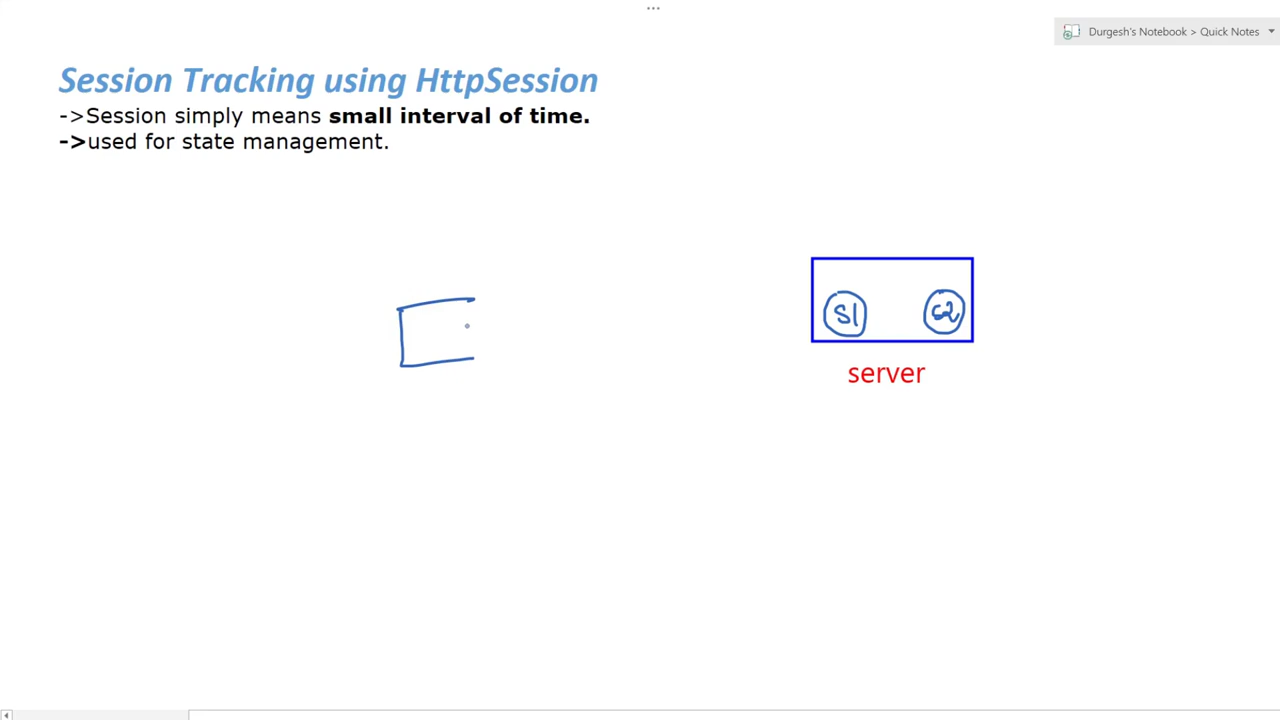 Durgesh's Notebook > Quick Notes
Session Tracking using HttpSession
->Session simply means small interval of time.
->used for state management.
S1
S2
server